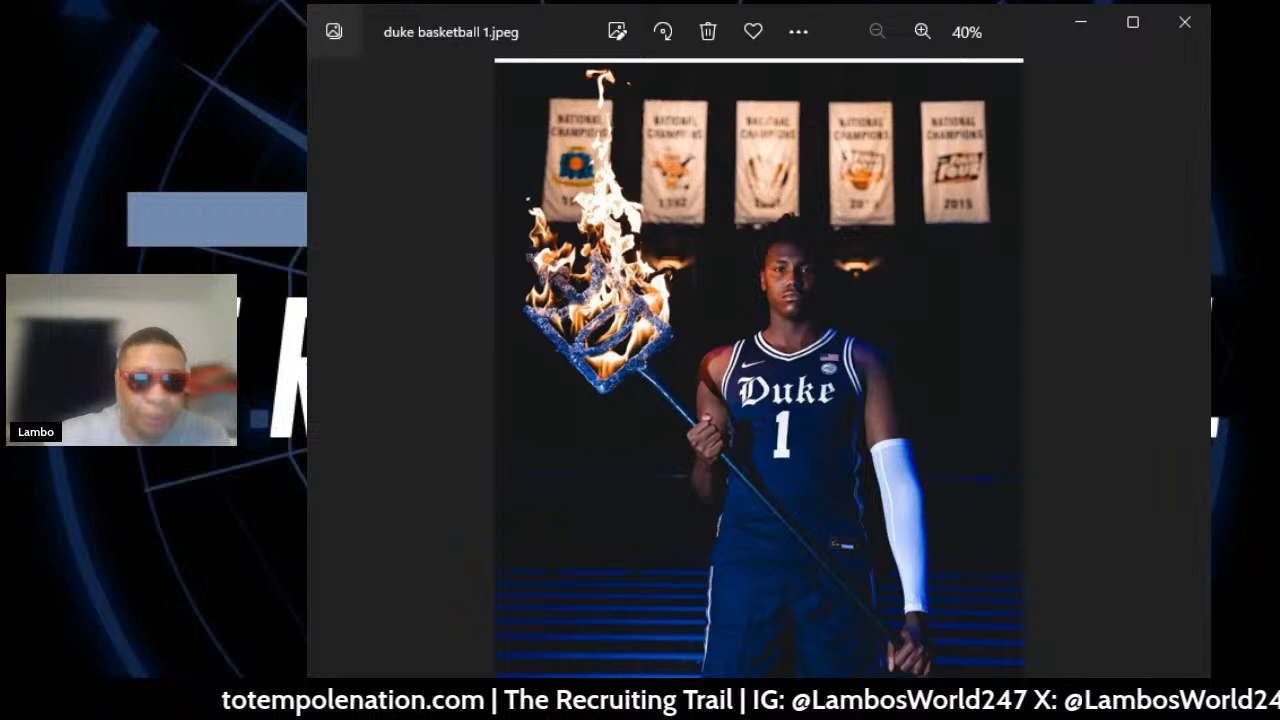 duke basketball 1.jpeg
40%
NATIONAL
CHAMPIONS
NATIONAL
CHAMPIONS
1992
NATIONAL
CHAMPIONS
NATIONAL
CHAMPIONS
NATIONAL
CHAMPIONS
2015
Duke
1
Lambo
totempolenation.com | The Recruiting Trail | IG: @LambosWorld247 X: @LambosWorld24